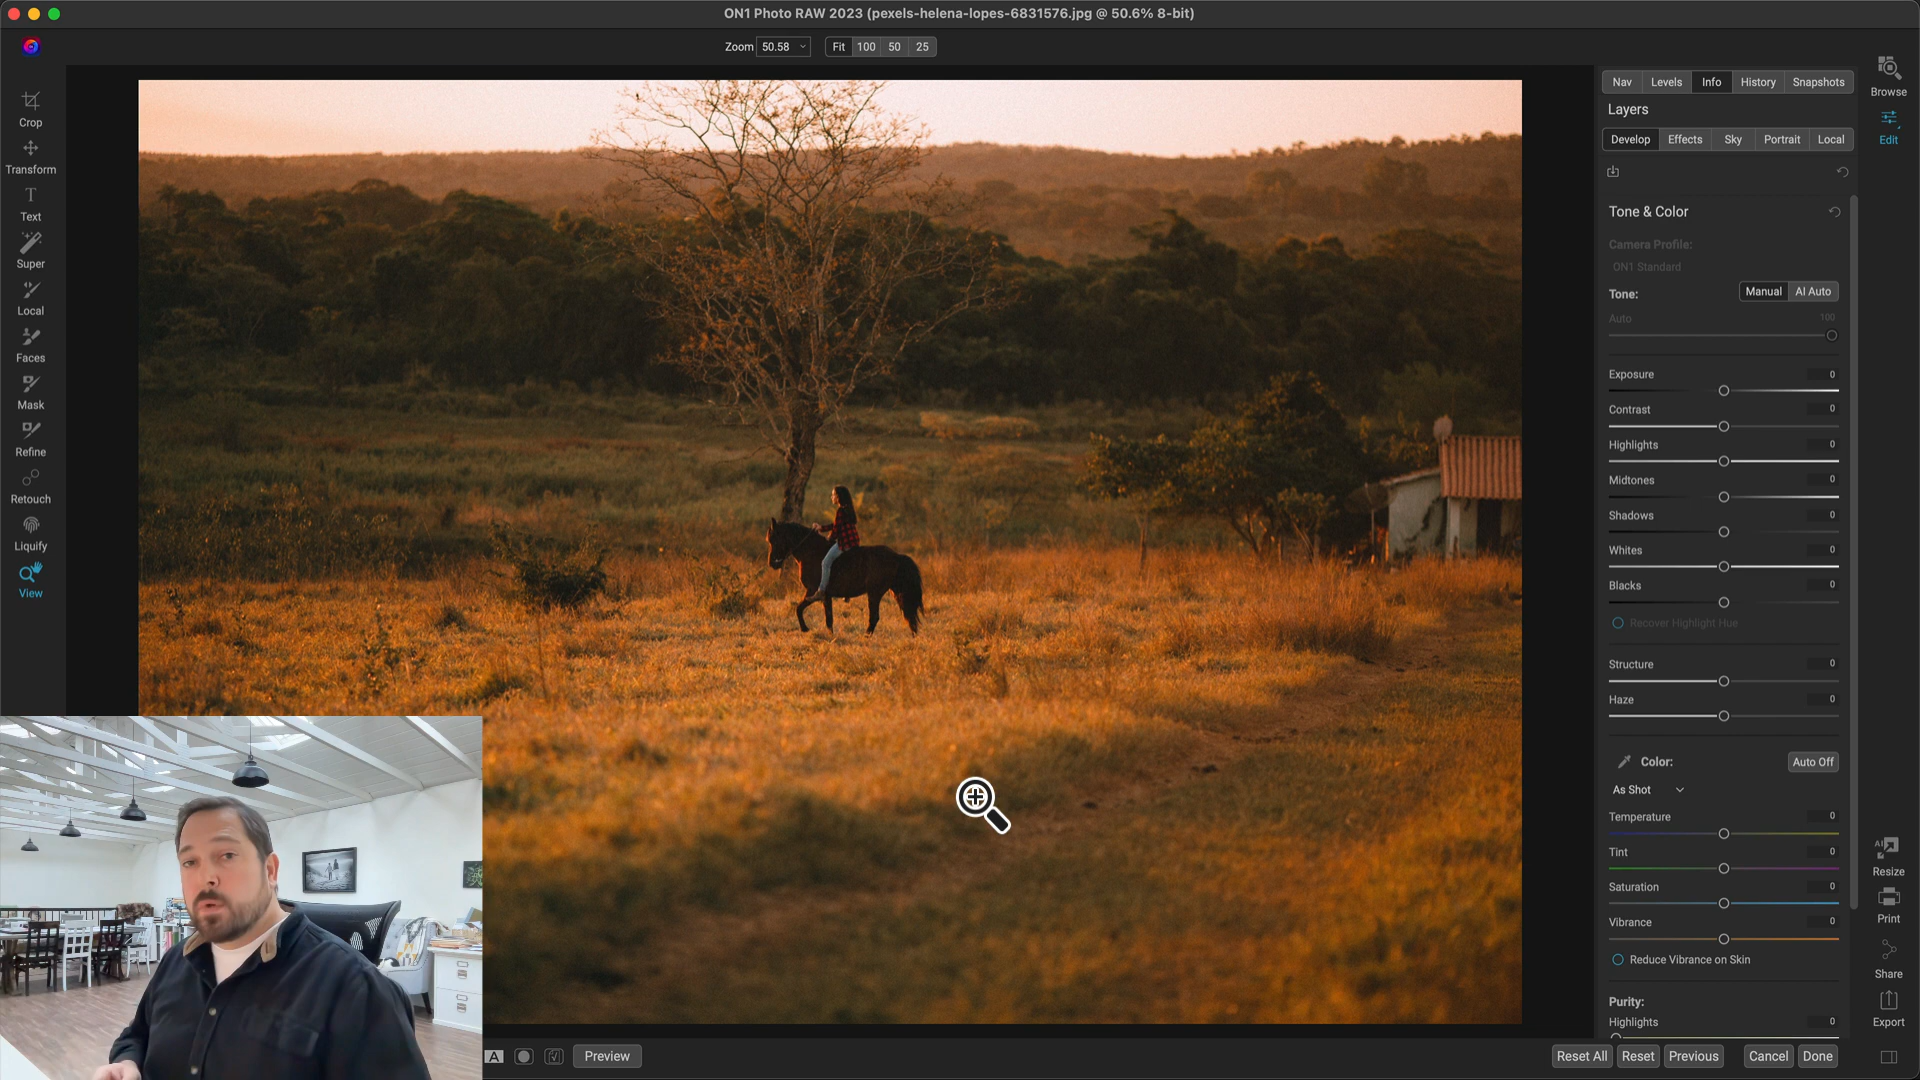 ON1 Photo RAW 2023 (pexels-helena-lopes-6831576.jpg @ 50.6% 8-bit)
Zoom 50.58 Fit 100 50 25
Crop
Transform
Text
Super
Local
Faces
Mask
Refine
Retouch
Liquify
View
A
Preview
Nav Levels Info History Snapshots
Layers
Develop Effects Sky Portrait Local
Tone & Color
Camera Profile:
ON1 Standard
Tone: Manual AI Auto
Auto 100
Exposure 0
Contrast 0
Highlights 0
Midtones 0
Shadows 0
Whites 0
Blacks 0
Recover Highlight Hue
Structure 0
Haze 0
Color: Auto Off
As Shot
Temperature 0
Tint 0
Saturation 0
Vibrance 0
Reduce Vibrance on Skin
Purity:
Highlights 0
Reset All Reset Previous Cancel Done
Browse
Edit
AI
Resize
Print
Share
Export